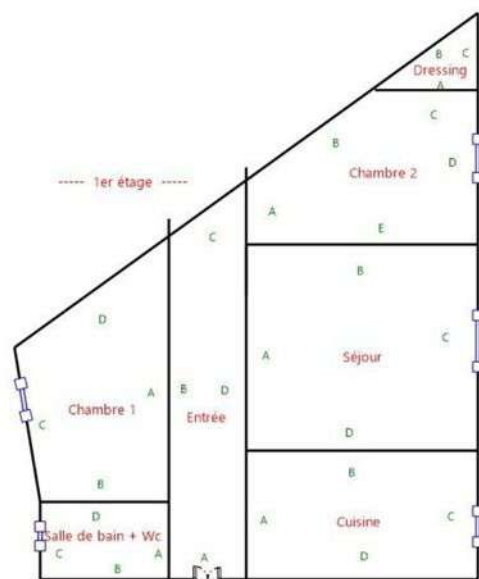 B C
Dressing
A
C
B
D
----- 1er étage -----
Chambre 2
A
C
E
B
D
C
A
Séjour
A
B
D
Chambre 1
Entrée
C
D
B
B
D
A
Cuisine
C
Salle de bain + Wc
C
A
A
D
B